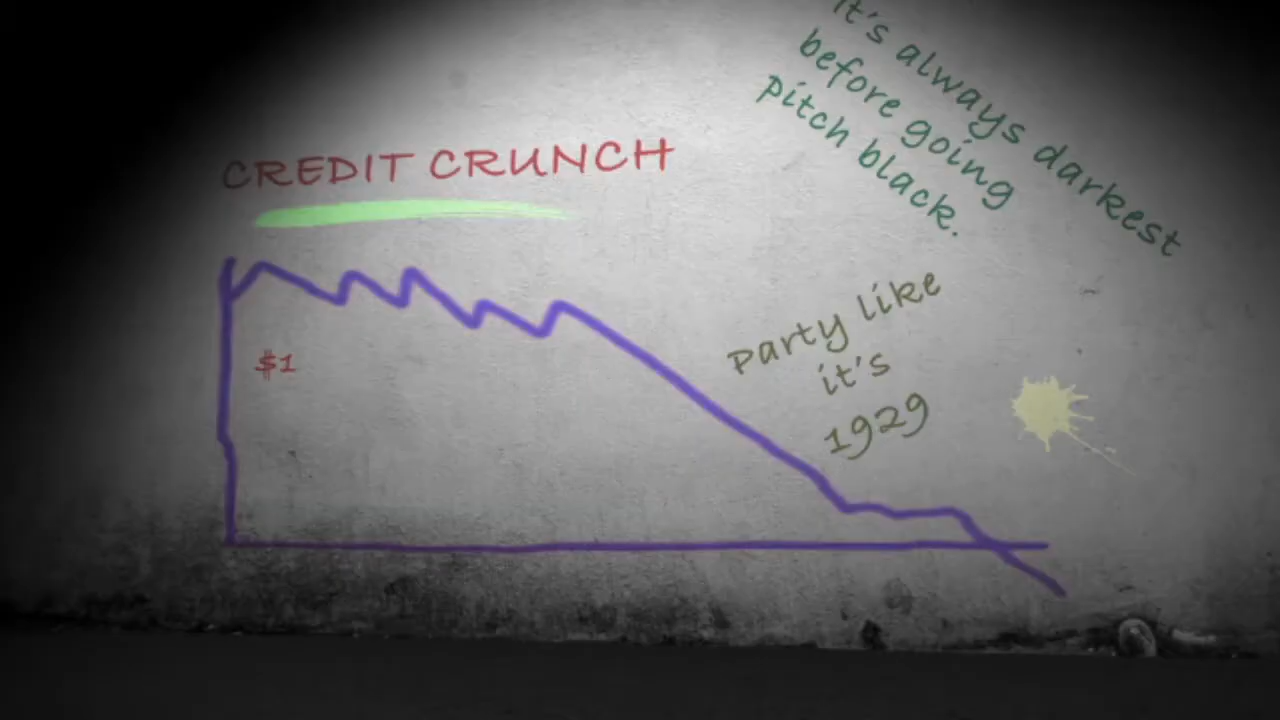 It's always darkest
before going
pitch black.
CREDIT CRUNCH
Party like
it's
1929
$1